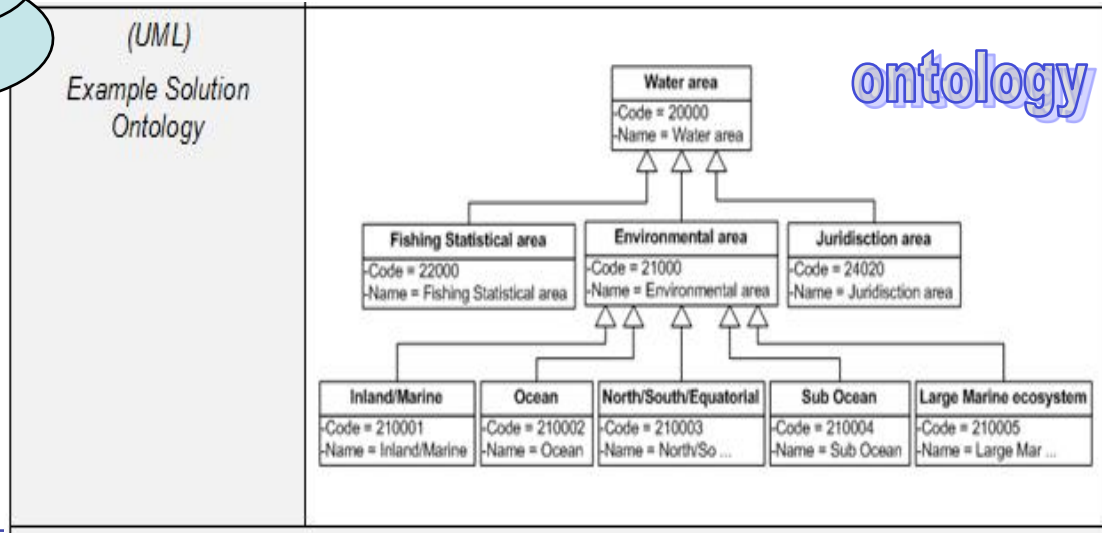 (UML)
Example Solution
Ontology
ontology
Water area
-Code = 20000
-Name = Water area
Fishing Statistical area
-Code = 22000
-Name = Fishing Statistical area
Environmental area
-Code = 21000
-Name = Environmental area
Juridisction area
-Code = 24020
-Name = Juridisction area
Inland/Marine
-Code = 210001
-Name = Inland/Marine
Ocean
-Code = 210002
-Name = Ocean
North/South/Equatorial
-Code = 210003
-Name = North/So ...
Sub Ocean
-Code = 210004
-Name = Sub Ocean
Large Marine ecosystem
-Code = 210005
-Name = Large Mar ...